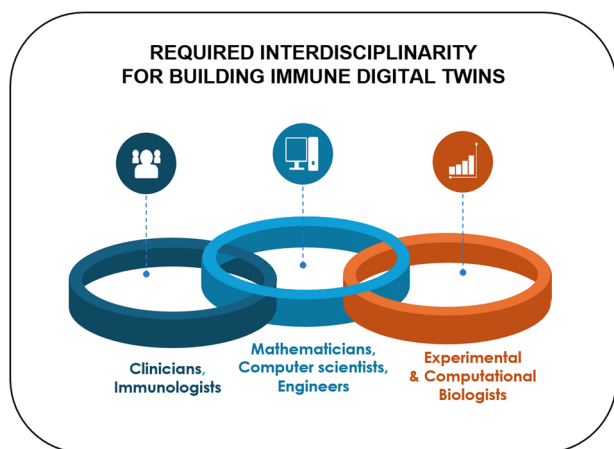 REQUIRED INTERDISCIPLINARITY
FOR BUILDING IMMUNE DIGITAL TWINS
Clinicians,
Immunologists
Mathematicians,
Computer scientists,
Engineers
Experimental
& Computational
Biologists